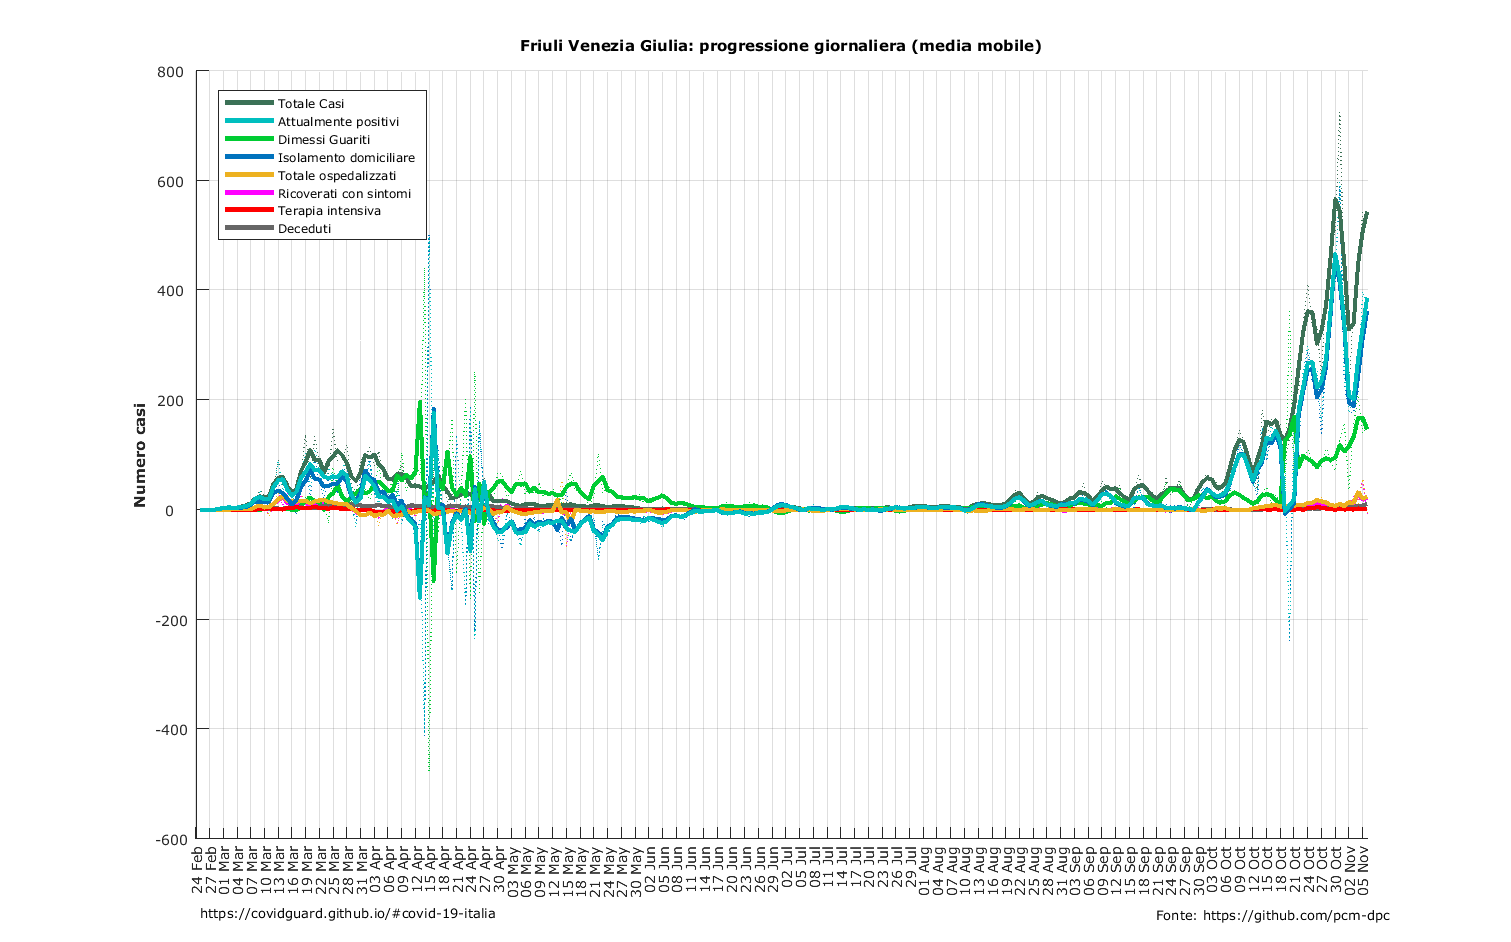 Friuli Venezia Giulia: progressione giornaliera (media mobile)
800
600
400
200
0
-200
-400
-600
Numero casi
Totale Casi
Attualmente positivi
Dimessi Guariti
Isolamento domiciliare
Totale ospedalizzati
Ricoverati con sintomi
Terapia intensiva
Deceduti
24 Feb
27 Feb
01 Mar
04 Mar
07 Mar
10 Mar
13 Mar
16 Mar
19 Mar
22 Mar
25 Mar
28 Mar
31 Mar
03 Apr
06 Apr
09 Apr
12 Apr
15 Apr
18 Apr
21 Apr
24 Apr
27 Apr
30 Apr
03 May
06 May
09 May
12 May
15 May
18 May
21 May
24 May
27 May
30 May
02 Jun
05 Jun
08 Jun
11 Jun
14 Jun
17 Jun
20 Jun
23 Jun
26 Jun
29 Jun
02 Jul
05 Jul
08 Jul
11 Jul
14 Jul
17 Jul
20 Jul
23 Jul
26 Jul
29 Jul
01 Aug
04 Aug
07 Aug
10 Aug
13 Aug
16 Aug
19 Aug
22 Aug
25 Aug
28 Aug
31 Aug
03 Sep
06 Sep
09 Sep
12 Sep
15 Sep
18 Sep
21 Sep
24 Sep
27 Sep
30 Sep
03 Oct
06 Oct
09 Oct
12 Oct
15 Oct
18 Oct
21 Oct
24 Oct
27 Oct
30 Oct
02 Nov
05 Nov
https://covidguard.github.io/#covid-19-italia
Fonte: https://github.com/pcm-dpc